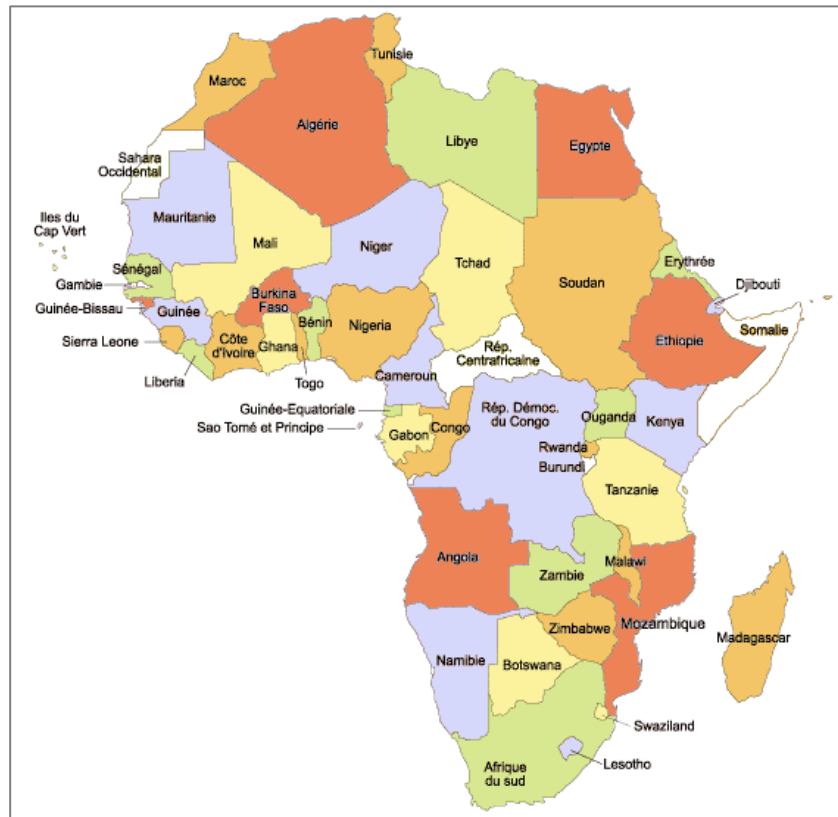 Tunisie
Maroc
Algérie
Libye
Egypte
Sahara
Occidental
Iles du
Cap Vert
Mauritanie
Mali
Niger
Tchad
Soudan
Erythrée
Sénégal
Gambie
Djibouti
Guinée-Bissau
Guinée
Burkina
Faso
Bénin
Nigeria
Ethiopie
Somalie
Sierra Leone
Côte
d'Ivoire
Ghana
Rép.
Centrafricaine
Liberia
Togo
Cameroun
Guinée-Equatoriale
Rép. Démoc.
du Congo
Ouganda
Kenya
Sao Tomé et Principe
Gabon
Congo
Rwanda
Burundi
Tanzanie
Angola
Zambie
Malawi
Mozambique
Zimbabwe
Madagascar
Namibie
Botswana
Swaziland
Lesotho
Afrique
du sud